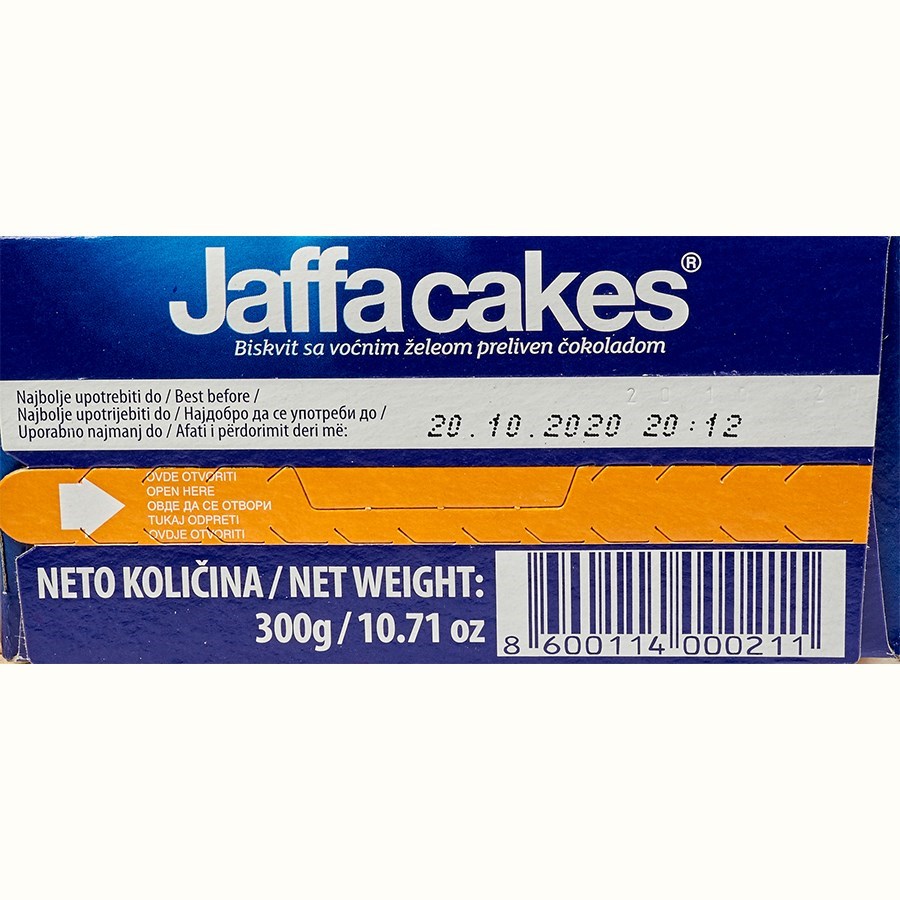 Jaffa cakes®
Biskvit sa voćnim želeom preliven čokoladom
Najbolje upotrebiti do / Best before /
Najbolje upotrijebiti do / Најдобро да се употреби до /
Uporabno najmanj do / Afati i përdorimit deri më:
20.10.2020 20:12
OVDE OTVORITI
OPEN HERE
ОВДЕ ДА СЕ ОТВОРИ
TUKAJ ODPRETI
OVDJE OTVORITI
NETO KOLIČINA / NET WEIGHT:
300g / 10.71 oz
8 600114 000211